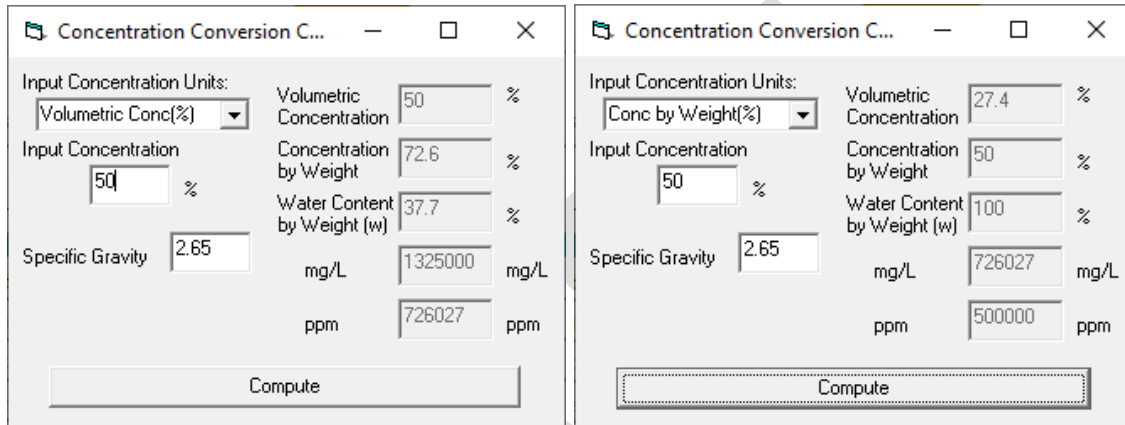 Concentration Conversion C...
Input Concentration Units:
Volumetric Conc(%)
Input Concentration
50 %
Specific Gravity 2.65
Volumetric
Concentration 50 %
Concentration
by Weight 72.6 %
Water Content
by Weight (w) 37.7 %
mg/L 1325000 mg/L
ppm 726027 ppm
Compute
Concentration Conversion C...
Input Concentration Units:
Conc by Weight(%)
Input Concentration
50 %
Specific Gravity 2.65
Volumetric
Concentration 27.4 %
Concentration
by Weight 50 %
Water Content
by Weight (w) 100 %
mg/L 726027 mg/L
ppm 500000 ppm
Compute